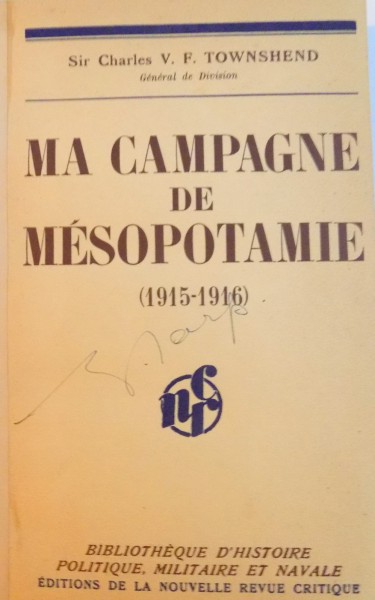 Sir Charles V. F. TOWNSHEND
Général de Division
MA CAMPAGNE
DE
MÉSOPOTAMIE
(1915-1916)
nrc
BIBLIOTHÈQUE D'HISTOIRE
POLITIQUE, MILITAIRE ET NAVALE
ÉDITIONS DE LA NOUVELLE REVUE CRITIQUE